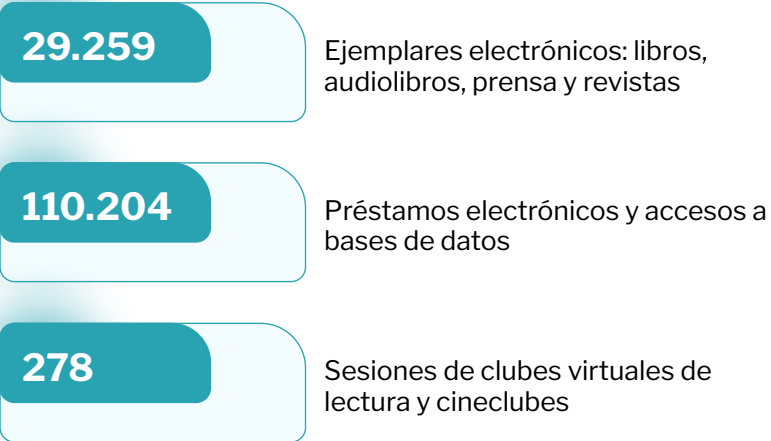 29.259
Ejemplares electrónicos: libros,
audiolibros, prensa y revistas
110.204
Préstamos electrónicos y accesos a
bases de datos
278
Sesiones de clubes virtuales de
lectura y cineclubes